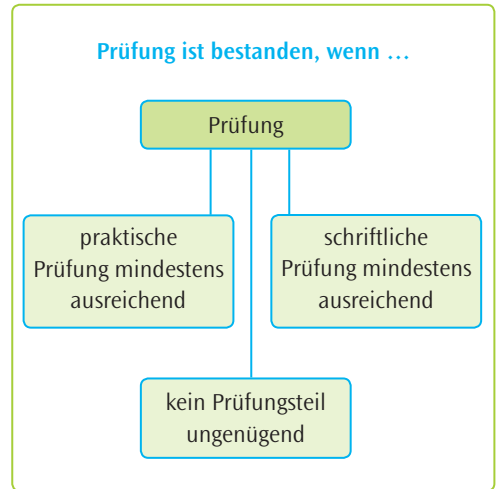 Prüfung ist bestanden, wenn …
Prüfung
praktische
Prüfung mindestens
ausreichend
schriftliche
Prüfung mindestens
ausreichend
kein Prüfungsteil
ungenügend